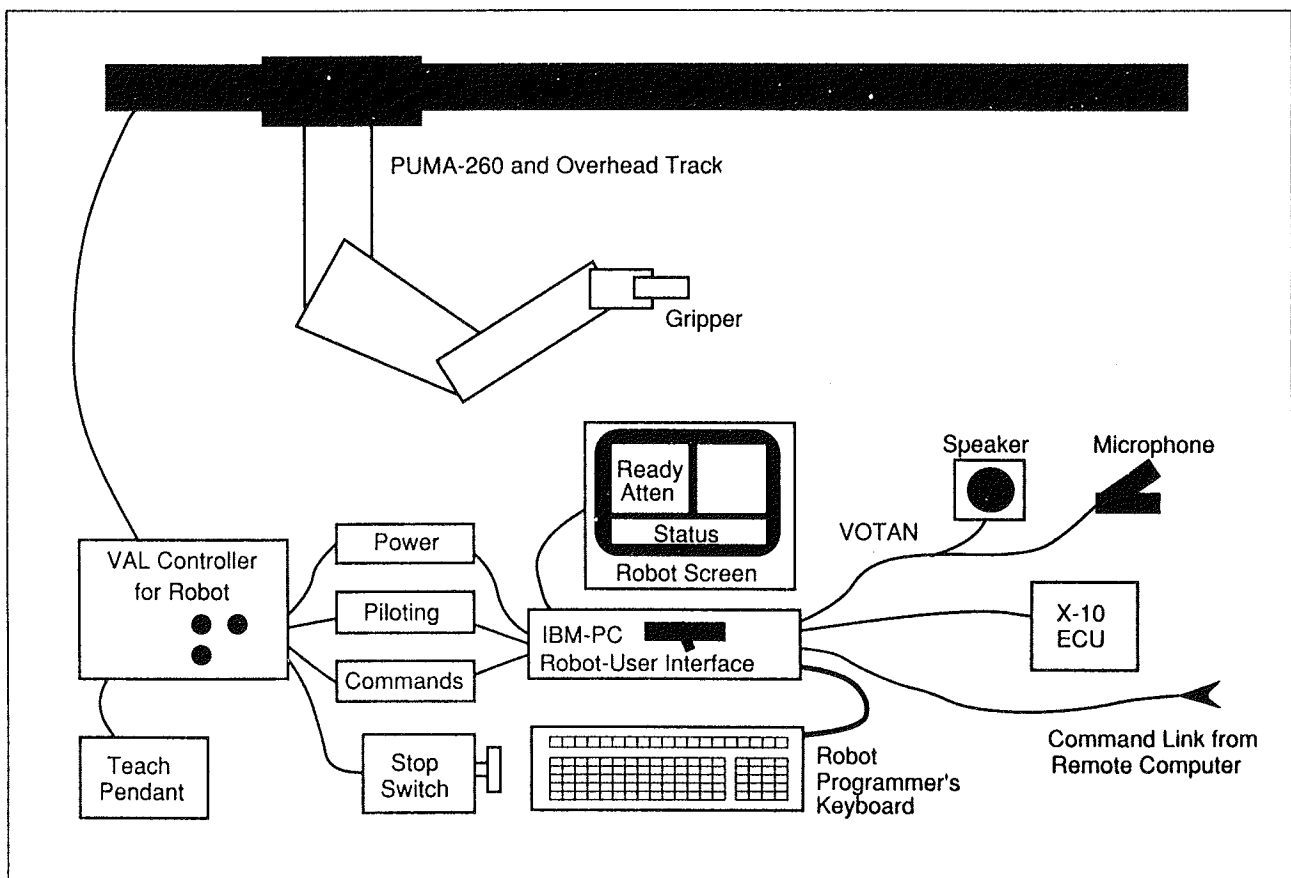 PUMA-260 and Overhead Track
Gripper
Ready
Atten
Status
Robot Screen
Speaker
Microphone
VOTAN
VAL Controller
for Robot
Power
Piloting
Commands
IBM-PC
Robot-User Interface
X-10
ECU
Teach
Pendant
Stop
Switch
Robot
Programmer's
Keyboard
Command Link from
Remote Computer